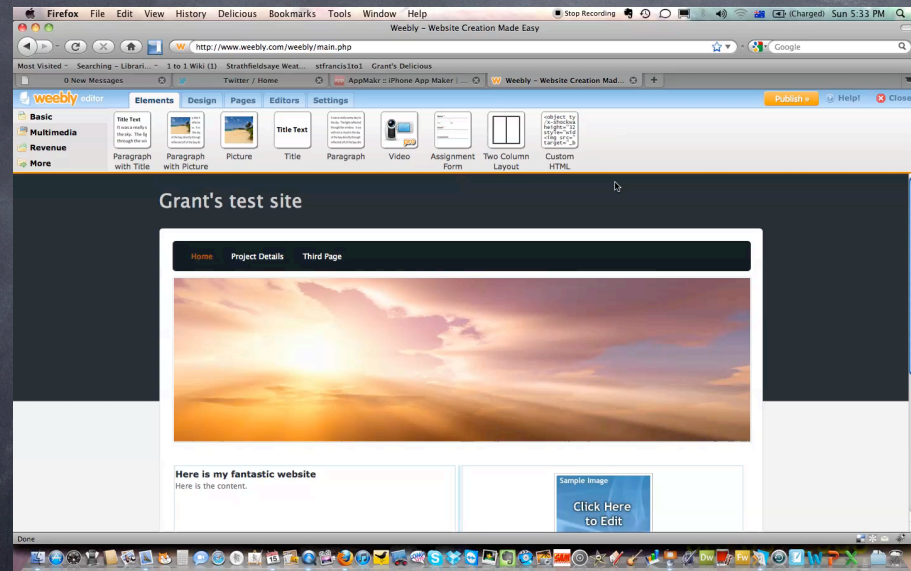 Firefox File Edit View History Delicious Bookmarks Tools Window Help Stop Recording (Charged) Sun 5:33 PM
Weebly – Website Creation Made Easy
http://www.weebly.com/weebly/main.php Google
Most Visited Searching – Librari... 1 to 1 Wiki (1) Strathfieldsaye Weat... stfrancis1to1 Grant's Delicious
0 New Messages Twitter / Home AppMakr :: iPhone App Maker | ... Weebly – Website Creation Mad...
weebly editor Elements Design Pages Editors Settings Publish » Help! Close
Basic
Multimedia
Revenue
More
Title Text
Title Text
Paragraph with Title
Paragraph with Picture
Picture
Title
Paragraph
Video
Assignment Form
Two Column Layout
Custom HTML
Grant's test site
Home Project Details Third Page
Here is my fantastic website
Here is the content.
Sample Image
Click Here
to Edit
Done